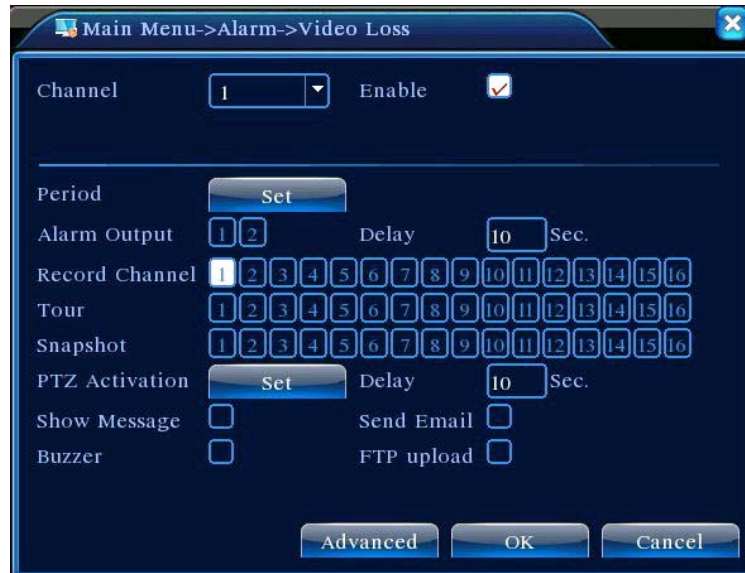 Main Menu->Alarm->Video Loss
Channel 1 Enable
Period Set
Alarm Output 1 2 Delay 10 Sec.
Record Channel 1 2 3 4 5 6 7 8 9 10 11 12 13 14 15 16
Tour 1 2 3 4 5 6 7 8 9 10 11 12 13 14 15 16
Snapshot 1 2 3 4 5 6 7 8 9 10 11 12 13 14 15 16
PTZ Activation Set Delay 10 Sec.
Show Message Send Email
Buzzer FTP upload
Advanced OK Cancel